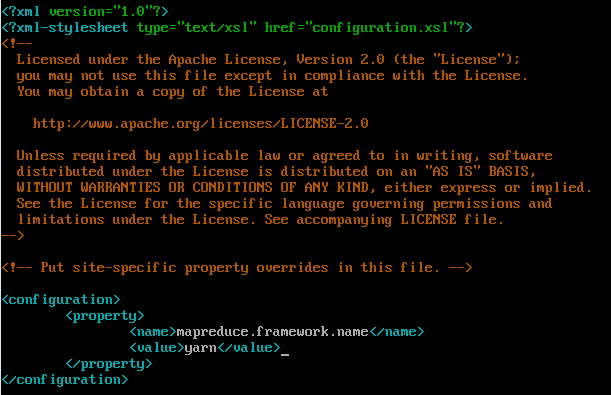 <?xml version="1.0"?>
<?xml-stylesheet type="text/xsl" href="configuration.xsl"?>
<!--
  Licensed under the Apache License, Version 2.0 (the "License");
  you may not use this file except in compliance with the License.
  You may obtain a copy of the License at

    http://www.apache.org/licenses/LICENSE-2.0

  Unless required by applicable law or agreed to in writing, software
  distributed under the License is distributed on an "AS IS" BASIS,
  WITHOUT WARRANTIES OR CONDITIONS OF ANY KIND, either express or implied.
  See the License for the specific language governing permissions and
  limitations under the License. See accompanying LICENSE file.
-->

<!-- Put site-specific property overrides in this file. -->

<configuration>
        <property>
                <name>mapreduce.framework.name</name>
                <value>yarn</value>
        </property>
</configuration>